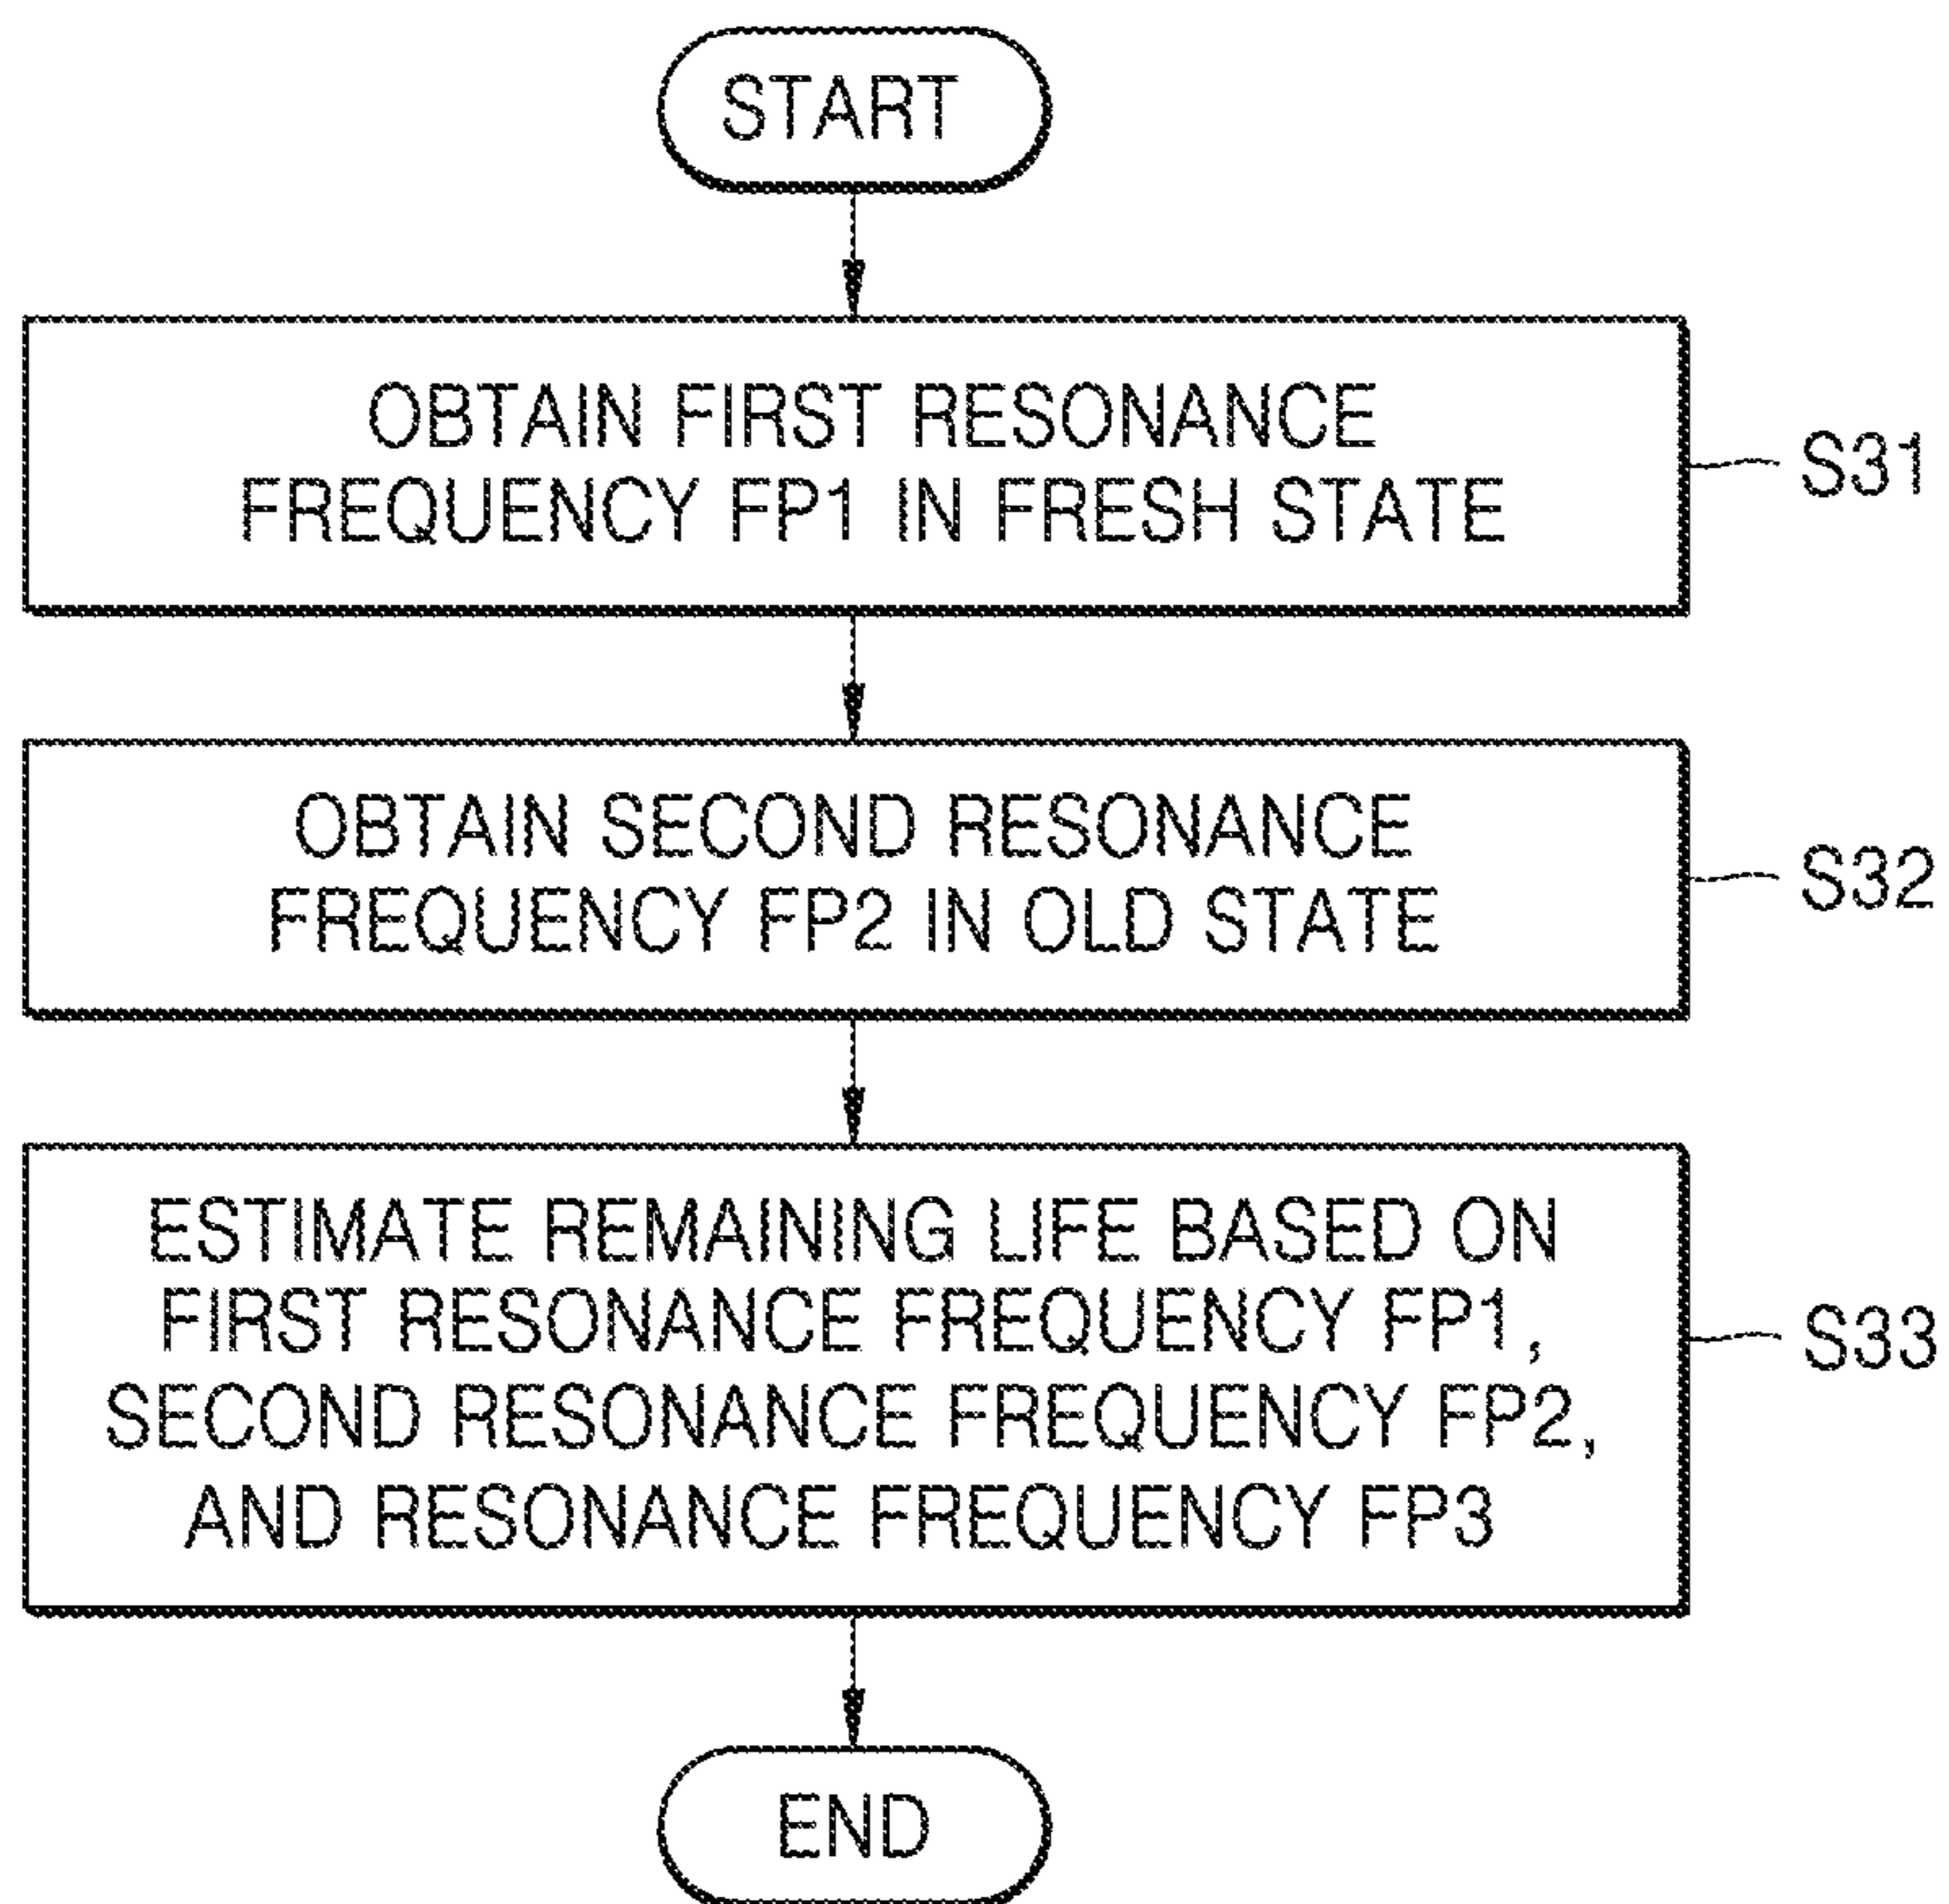 START
OBTAIN FIRST RESONANCE
FREQUENCY FP1 IN FRESH STATE
S31
OBTAIN SECOND RESONANCE
FREQUENCY FP2 IN OLD STATE
S32
ESTIMATE REMAINING LIFE BASED ON
FIRST RESONANCE FREQUENCY FP1,
SECOND RESONANCE FREQUENCY FP2,
AND RESONANCE FREQUENCY FP3
S33
END